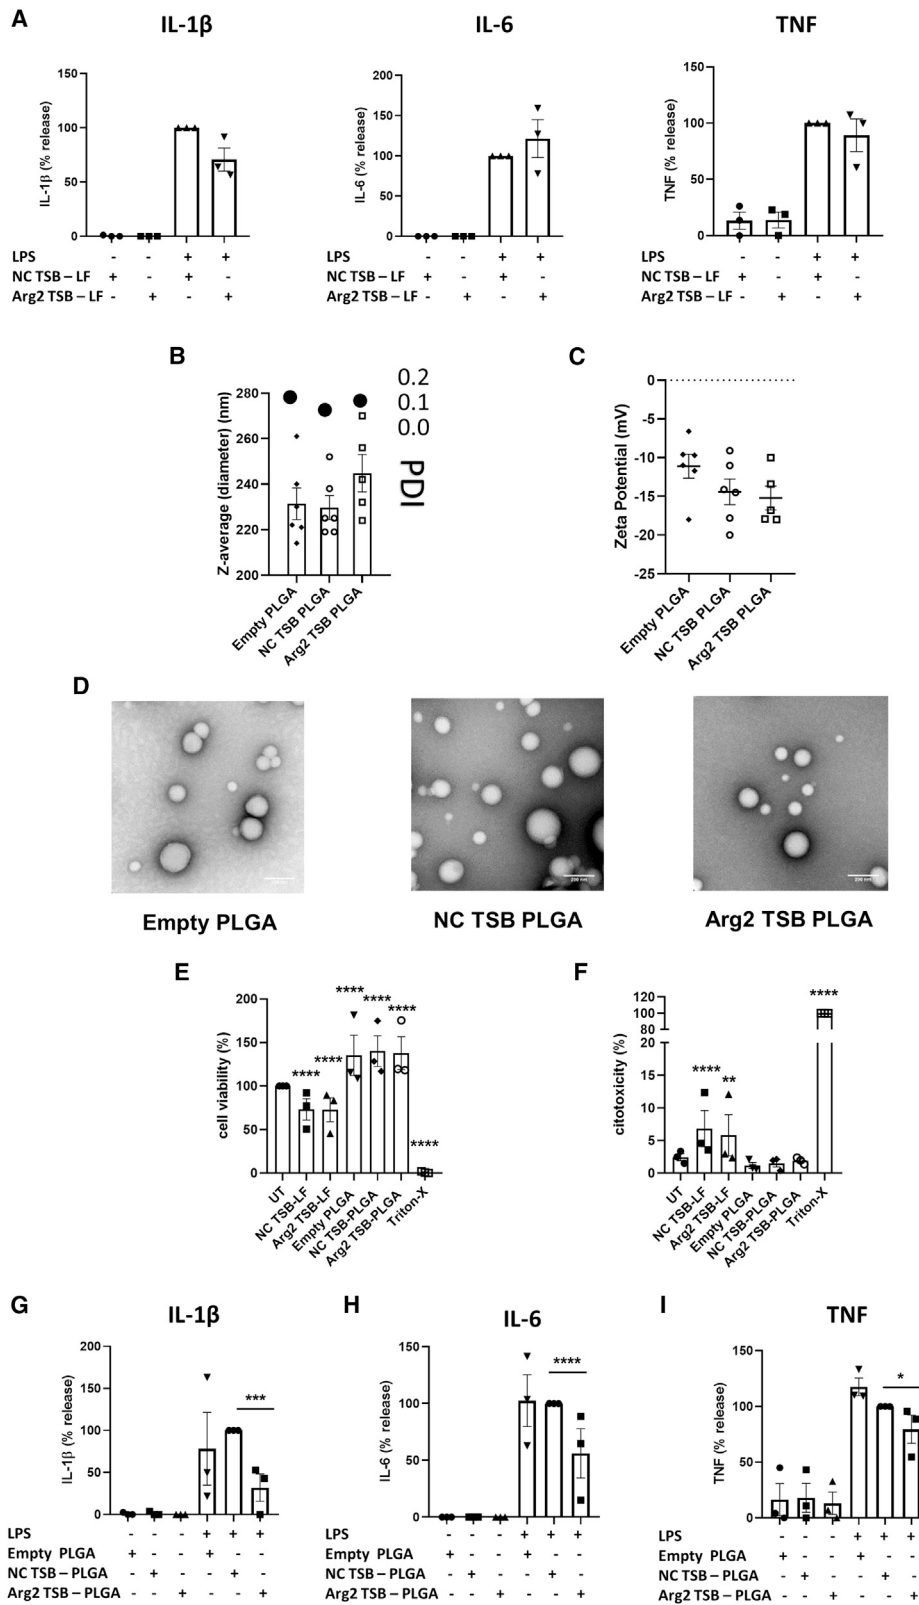 A
IL-1β
IL-6
TNF
IL-1β (% release)
150
100
50
0
IL-6 (% release)
200
150
100
50
0
TNF (% release)
150
100
50
0
LPS - - + +
NC TSB – LF + - + -
Arg2 TSB – LF - + - +
LPS - - + +
NC TSB – LF + - + -
Arg2 TSB – LF - + - +
LPS - - + +
NC TSB – LF + - + -
Arg2 TSB – LF - + - +
B
Z-average (diameter) (nm)
280
260
240
220
200
0.2
0.1
0.0
PDI
Empty PLGA
NC TSB PLGA
Arg2 TSB PLGA
C
Zeta Potential (mV)
0
-5
-10
-15
-20
-25
Empty PLGA
NC TSB PLGA
Arg2 TSB PLGA
D
200 nm
200 nm
Empty PLGA
NC TSB PLGA
Arg2 TSB PLGA
E
cell viability (%)
200
150
100
50
0
****
****
****
****
****
****
UT
NC TSB-LF
Arg2 TSB-LF
Empty PLGA
NC TSB-PLGA
Arg2 TSB-PLGA
Triton-X
F
citotoxicity (%)
120
100
80
20
15
10
5
0
****
**
****
UT
NC TSB-LF
Arg2 TSB-LF
Empty PLGA
NC TSB-PLGA
Arg2 TSB-PLGA
Triton-X
G
IL-1β
IL-1β (% release)
200
150
100
50
0
***
LPS - - - + + +
Empty PLGA + - - + - -
NC TSB – PLGA - + - - + -
Arg2 TSB – PLGA - - + - - +
H
IL-6
IL-6 (% release)
150
100
50
0
****
LPS - - - + + +
Empty PLGA + - - + - -
NC TSB – PLGA - + - - + -
Arg2 TSB – PLGA - - + - - +
I
TNF
TNF (% release)
150
100
50
0
*
LPS - - - + + +
Empty PLGA + - - + - -
NC TSB – PLGA - + - - + -
Arg2 TSB – PLGA - - + - - +